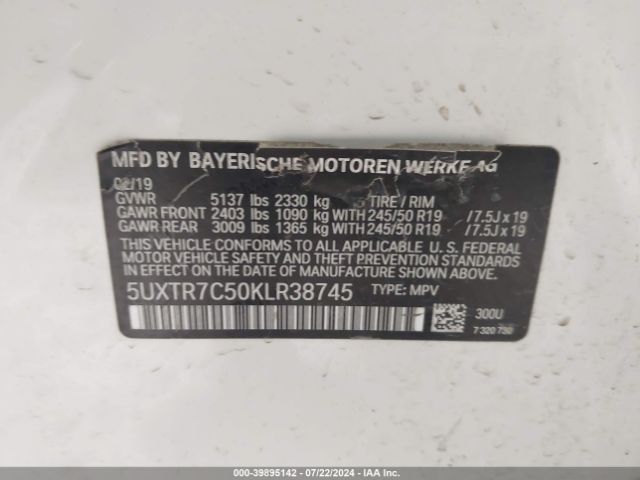 MFD BY BAYERISCHE MOTOREN WERKE AG
02/19
GVWR 5137 lbs 2330 kg TIRE / RIM
GAWR FRONT 2403 lbs 1090 kg WITH 245/50 R19 / 7.5J x 19
GAWR REAR 3009 lbs 1365 kg WITH 245/50 R19 / 7.5J x 19
THIS VEHICLE CONFORMS TO ALL APPLICABLE U. S. FEDERAL
MOTOR VEHICLE SAFETY AND THEFT PREVENTION STANDARDS
IN EFFECT ON THE DATE OF MANUFACTURE SHOWN ABOVE.
5UXTR7C50KLR38745 TYPE: MPV
300U
7 320 730
000-39895142 - 07/22/2024 - IAA Inc.